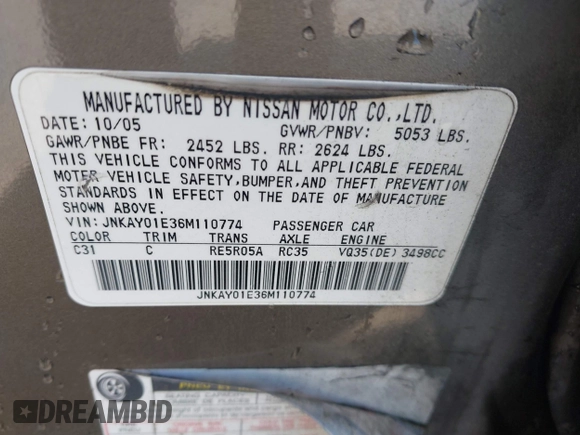 MANUFACTURED BY NISSAN MOTOR CO.,LTD.
DATE: 10/05 GVWR/PNBV: 5053 LBS.
GAWR/PNBE FR: 2452 LBS. RR: 2624 LBS.
THIS VEHICLE CONFORMS TO ALL APPLICABLE FEDERAL
MOTER VEHICLE SAFETY,BUMPER,AND THEFT PREVENTION
STANDARDS IN EFFECT ON THE DATE OF MANUFACTURE
SHOWN ABOVE.
VIN: JNKAY01E36M110774 PASSENGER CAR
COLOR TRIM TRANS AXLE ENGINE
C31 C RE5R05A RC35 VQ35(DE) 3498CC
JNKAY01E36M110774
DREAMBID